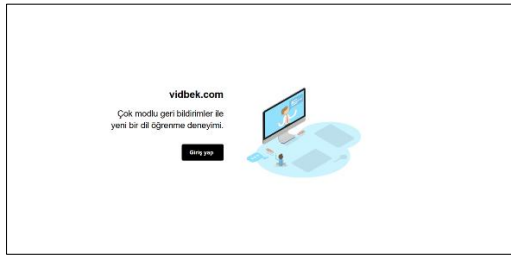 vidbek.com
Çok modlu geri bildirimler ile
yeni bir dil öğrenme deneyimi.
Giriş yap